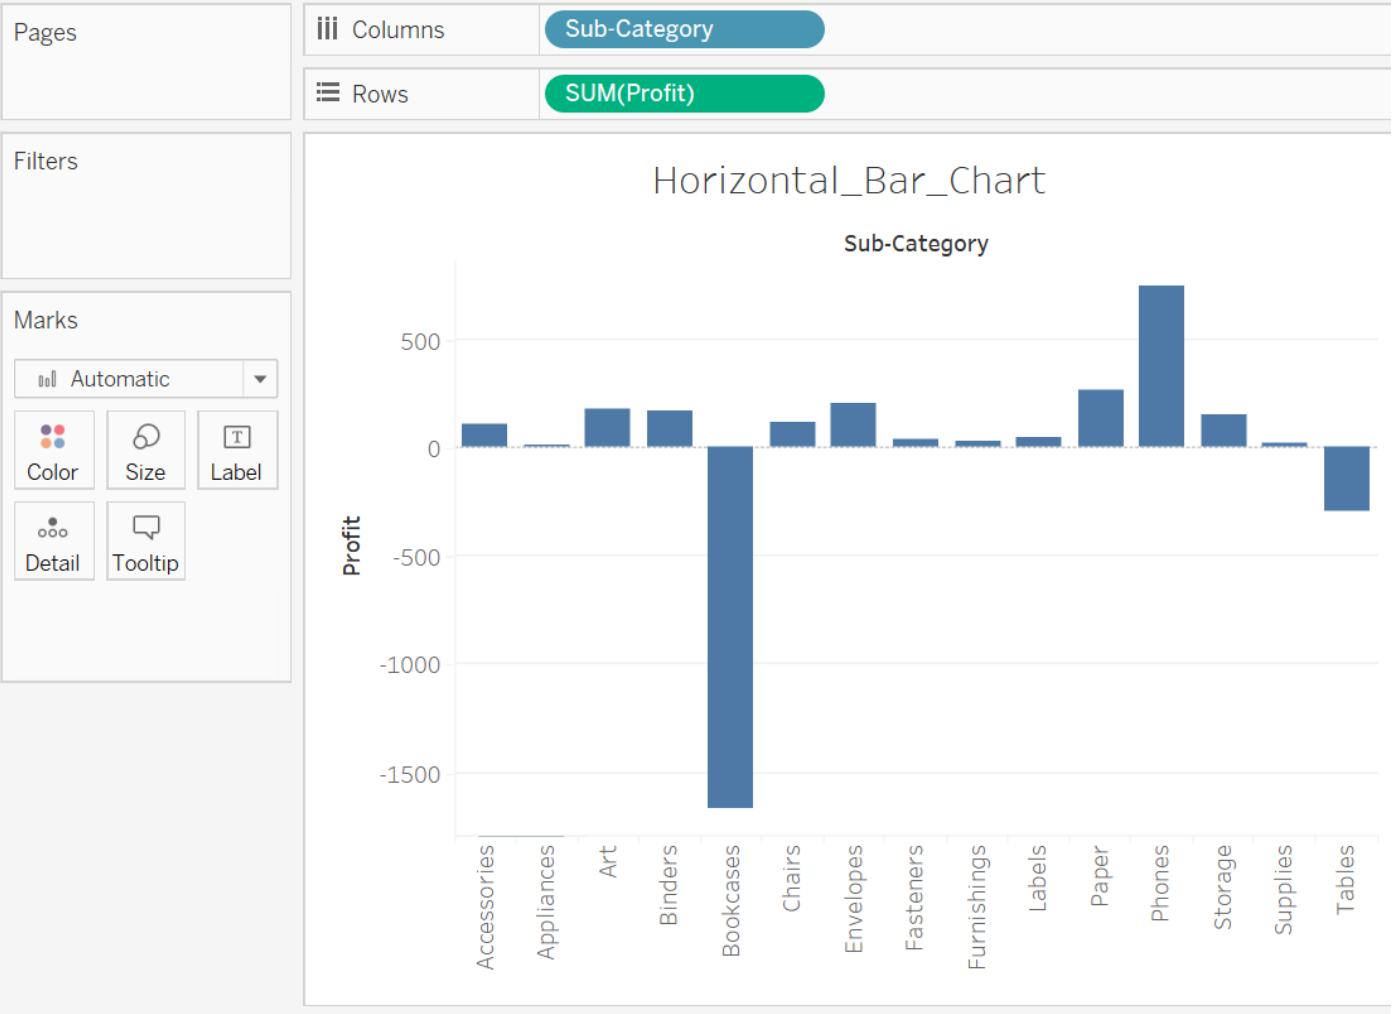 Pages
Columns
Sub-Category
Rows
SUM(Profit)
Filters
Marks
Automatic
Color
Size
T
Label
Detail
Tooltip
Horizontal_Bar_Chart
Sub-Category
Profit
500
0
-500
-1000
-1500
Accessories
Appliances
Art
Binders
Bookcases
Chairs
Envelopes
Fasteners
Furnishings
Labels
Paper
Phones
Storage
Supplies
Tables